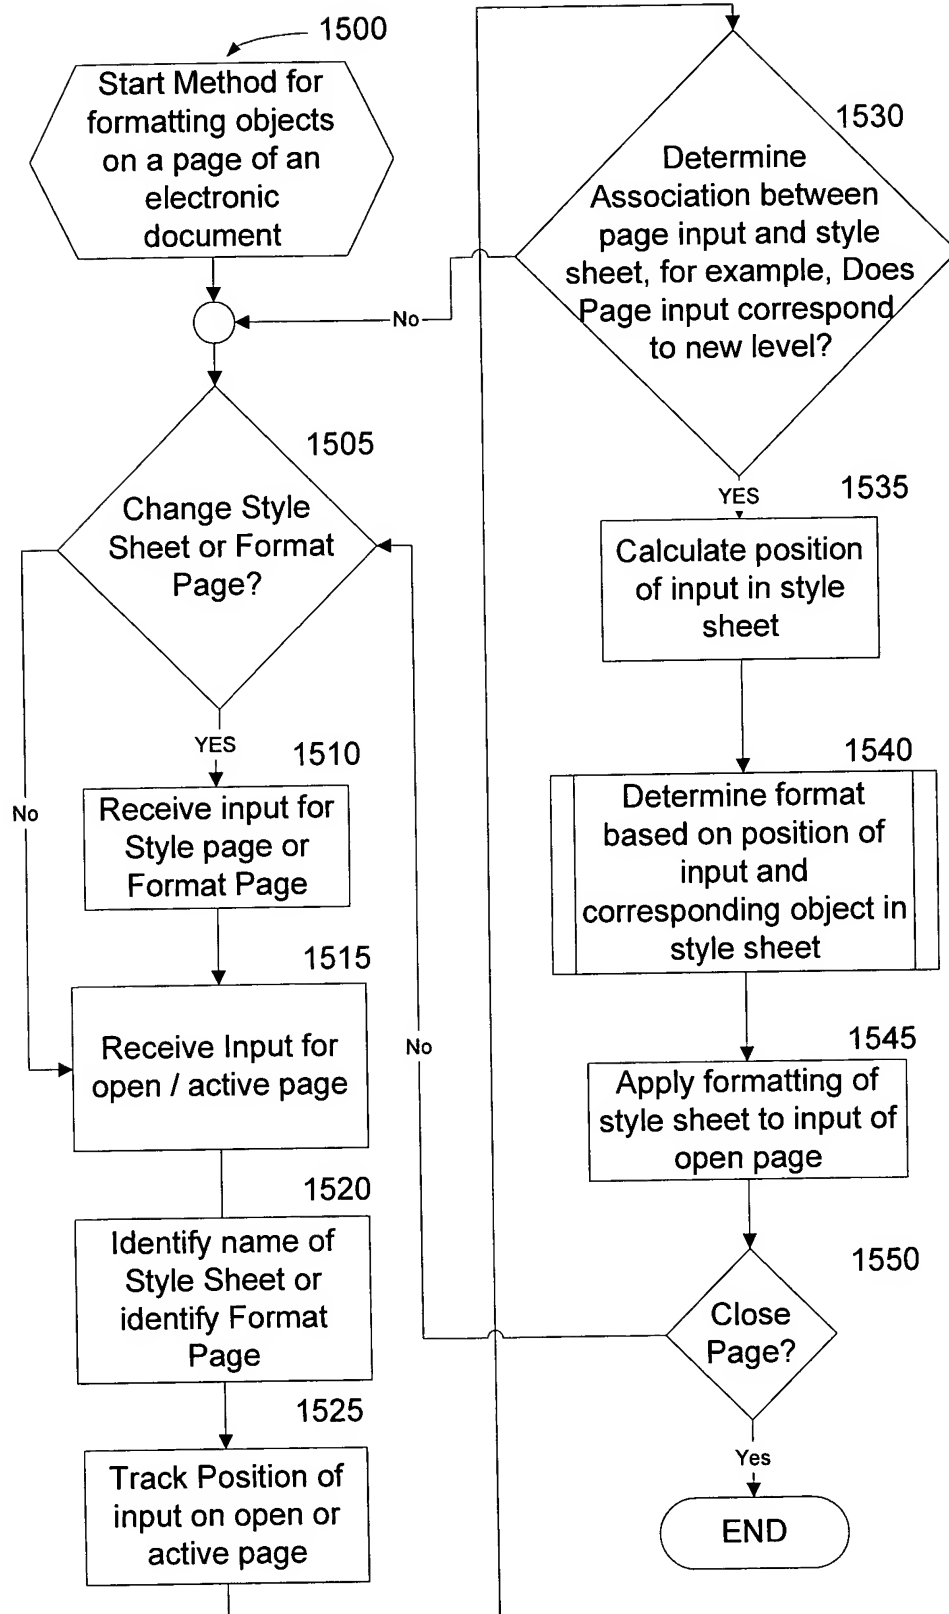 1500
Start Method for
formatting objects
on a page of an
electronic
document
1505
Change Style
Sheet or Format
Page?
No
YES
1510
Receive input for
Style page or
Format Page
1515
Receive Input for
open / active page
1520
Identify name of
Style Sheet or
identify Format
Page
1525
Track Position of
input on open or
active page
1530
Determine
Association between
page input and style
sheet, for example, Does
Page input correspond
to new level?
No
YES
1535
Calculate position
of input in style
sheet
1540
Determine format
based on position of
input and
corresponding object in
style sheet
1545
Apply formatting of
style sheet to input of
open page
1550
Close
Page?
No
Yes
END